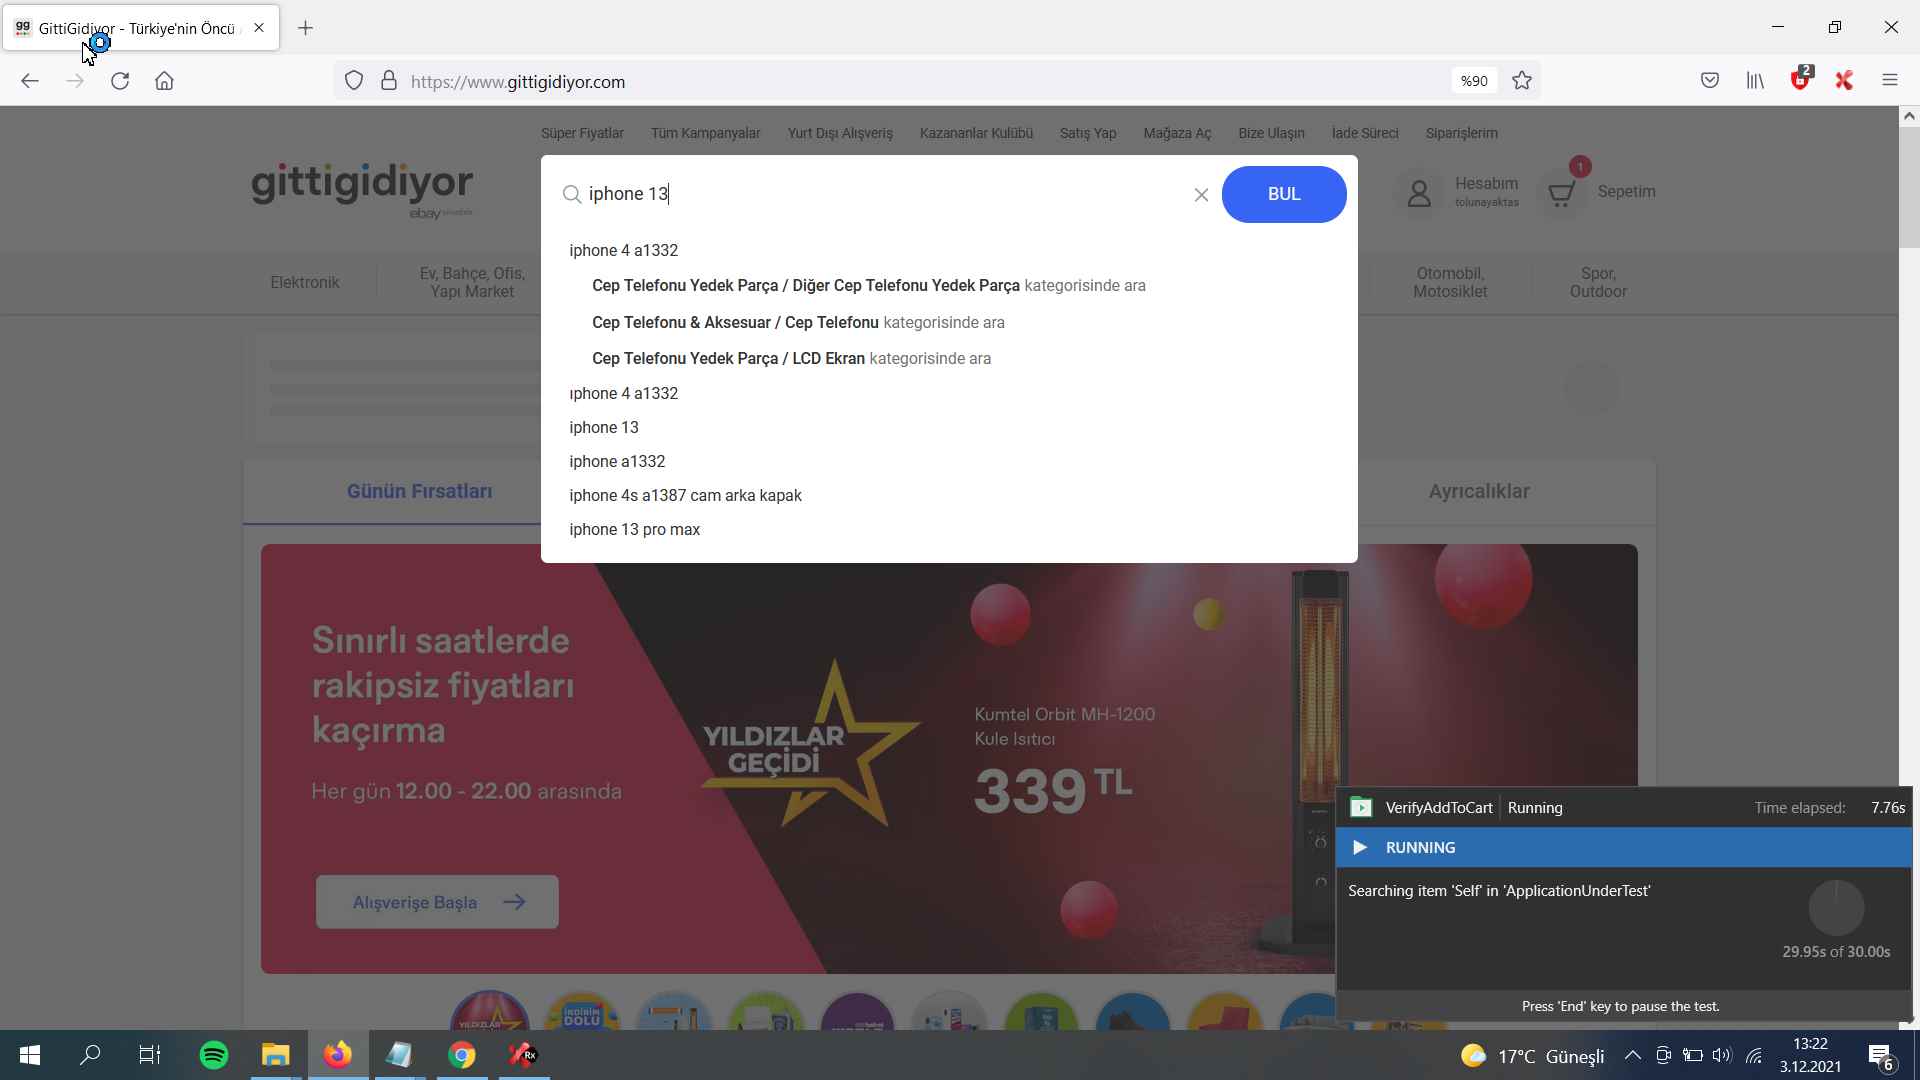 GittiGidiyor - Türkiye'nin Öncü
https://www.gittigidiyor.com
%90
2
Süper Fiyatlar
Tüm Kampanyalar
Yurt Dışı Alışveriş
Kazananlar Kulübü
Satış Yap
Mağaza Aç
Bize Ulaşın
İade Süreci
Siparişlerim
gittigidiyor
ebay
iphone 13
BUL
Hesabım
tolunayaktas
1
Sepetim
Elektronik
Ev, Bahçe, Ofis,
Yapı Market
Otomobil,
Motosiklet
Spor,
Outdoor
iphone 4 a1332
Cep Telefonu Yedek Parça / Diğer Cep Telefonu Yedek Parça kategorisinde ara
Cep Telefonu & Aksesuar / Cep Telefonu kategorisinde ara
Cep Telefonu Yedek Parça / LCD Ekran kategorisinde ara
ıphone 4 a1332
iphone 13
iphone a1332
iphone 4s a1387 cam arka kapak
iphone 13 pro max
Günün Fırsatları
Ayrıcalıklar
Sınırlı saatlerde
rakipsiz fiyatları
kaçırma
Her gün 12.00 - 22.00 arasında
Alışverişe Başla
YILDIZLAR
GEÇİDİ
Kumtel Orbit MH-1200
Kule Isıtıcı
339 TL
VerifyAddToCart
Running
Time elapsed: 7.76s
RUNNING
Searching item 'Self' in 'ApplicationUnderTest'
29.95s of 30.00s
Press 'End' key to pause the test.
YILDIZLAR
İNDİRİM
DOLU
Rx
17°C Güneşli
13:22
3.12.2021
6